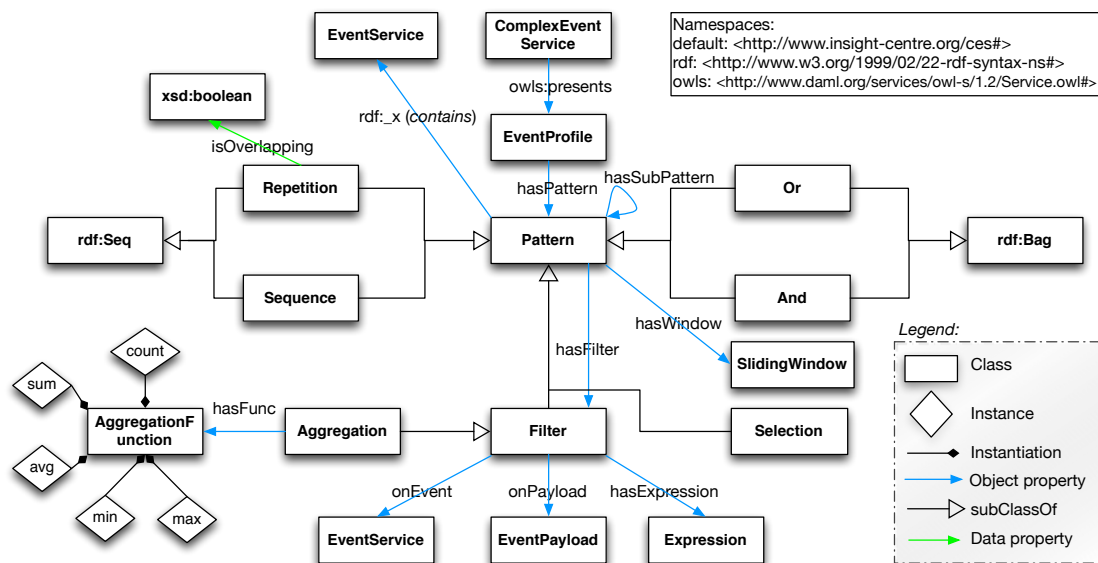 EventService
ComplexEvent
Service
Namespaces:
default: <http://www.insight-centre.org/ces#>
rdf: <http://www.w3.org/1999/02/22-rdf-syntax-ns#>
owls: <http://www.daml.org/services/owl-s/1.2/Service.owl#>
xsd:boolean
owls:presents
rdf:_x (contains)
EventProfile
isOverlapping
hasSubPattern
Repetition
hasPattern
Or
rdf:Seq
Pattern
rdf:Bag
Sequence
And
hasWindow
Legend:
count
hasFilter
SlidingWindow
Class
sum
AggregationF
unction
hasFunc
Aggregation
Filter
Selection
Instance
Instantiation
avg
Object property
onEvent
onPayload
hasExpression
min
max
subClassOf
EventService
EventPayload
Expression
Data property